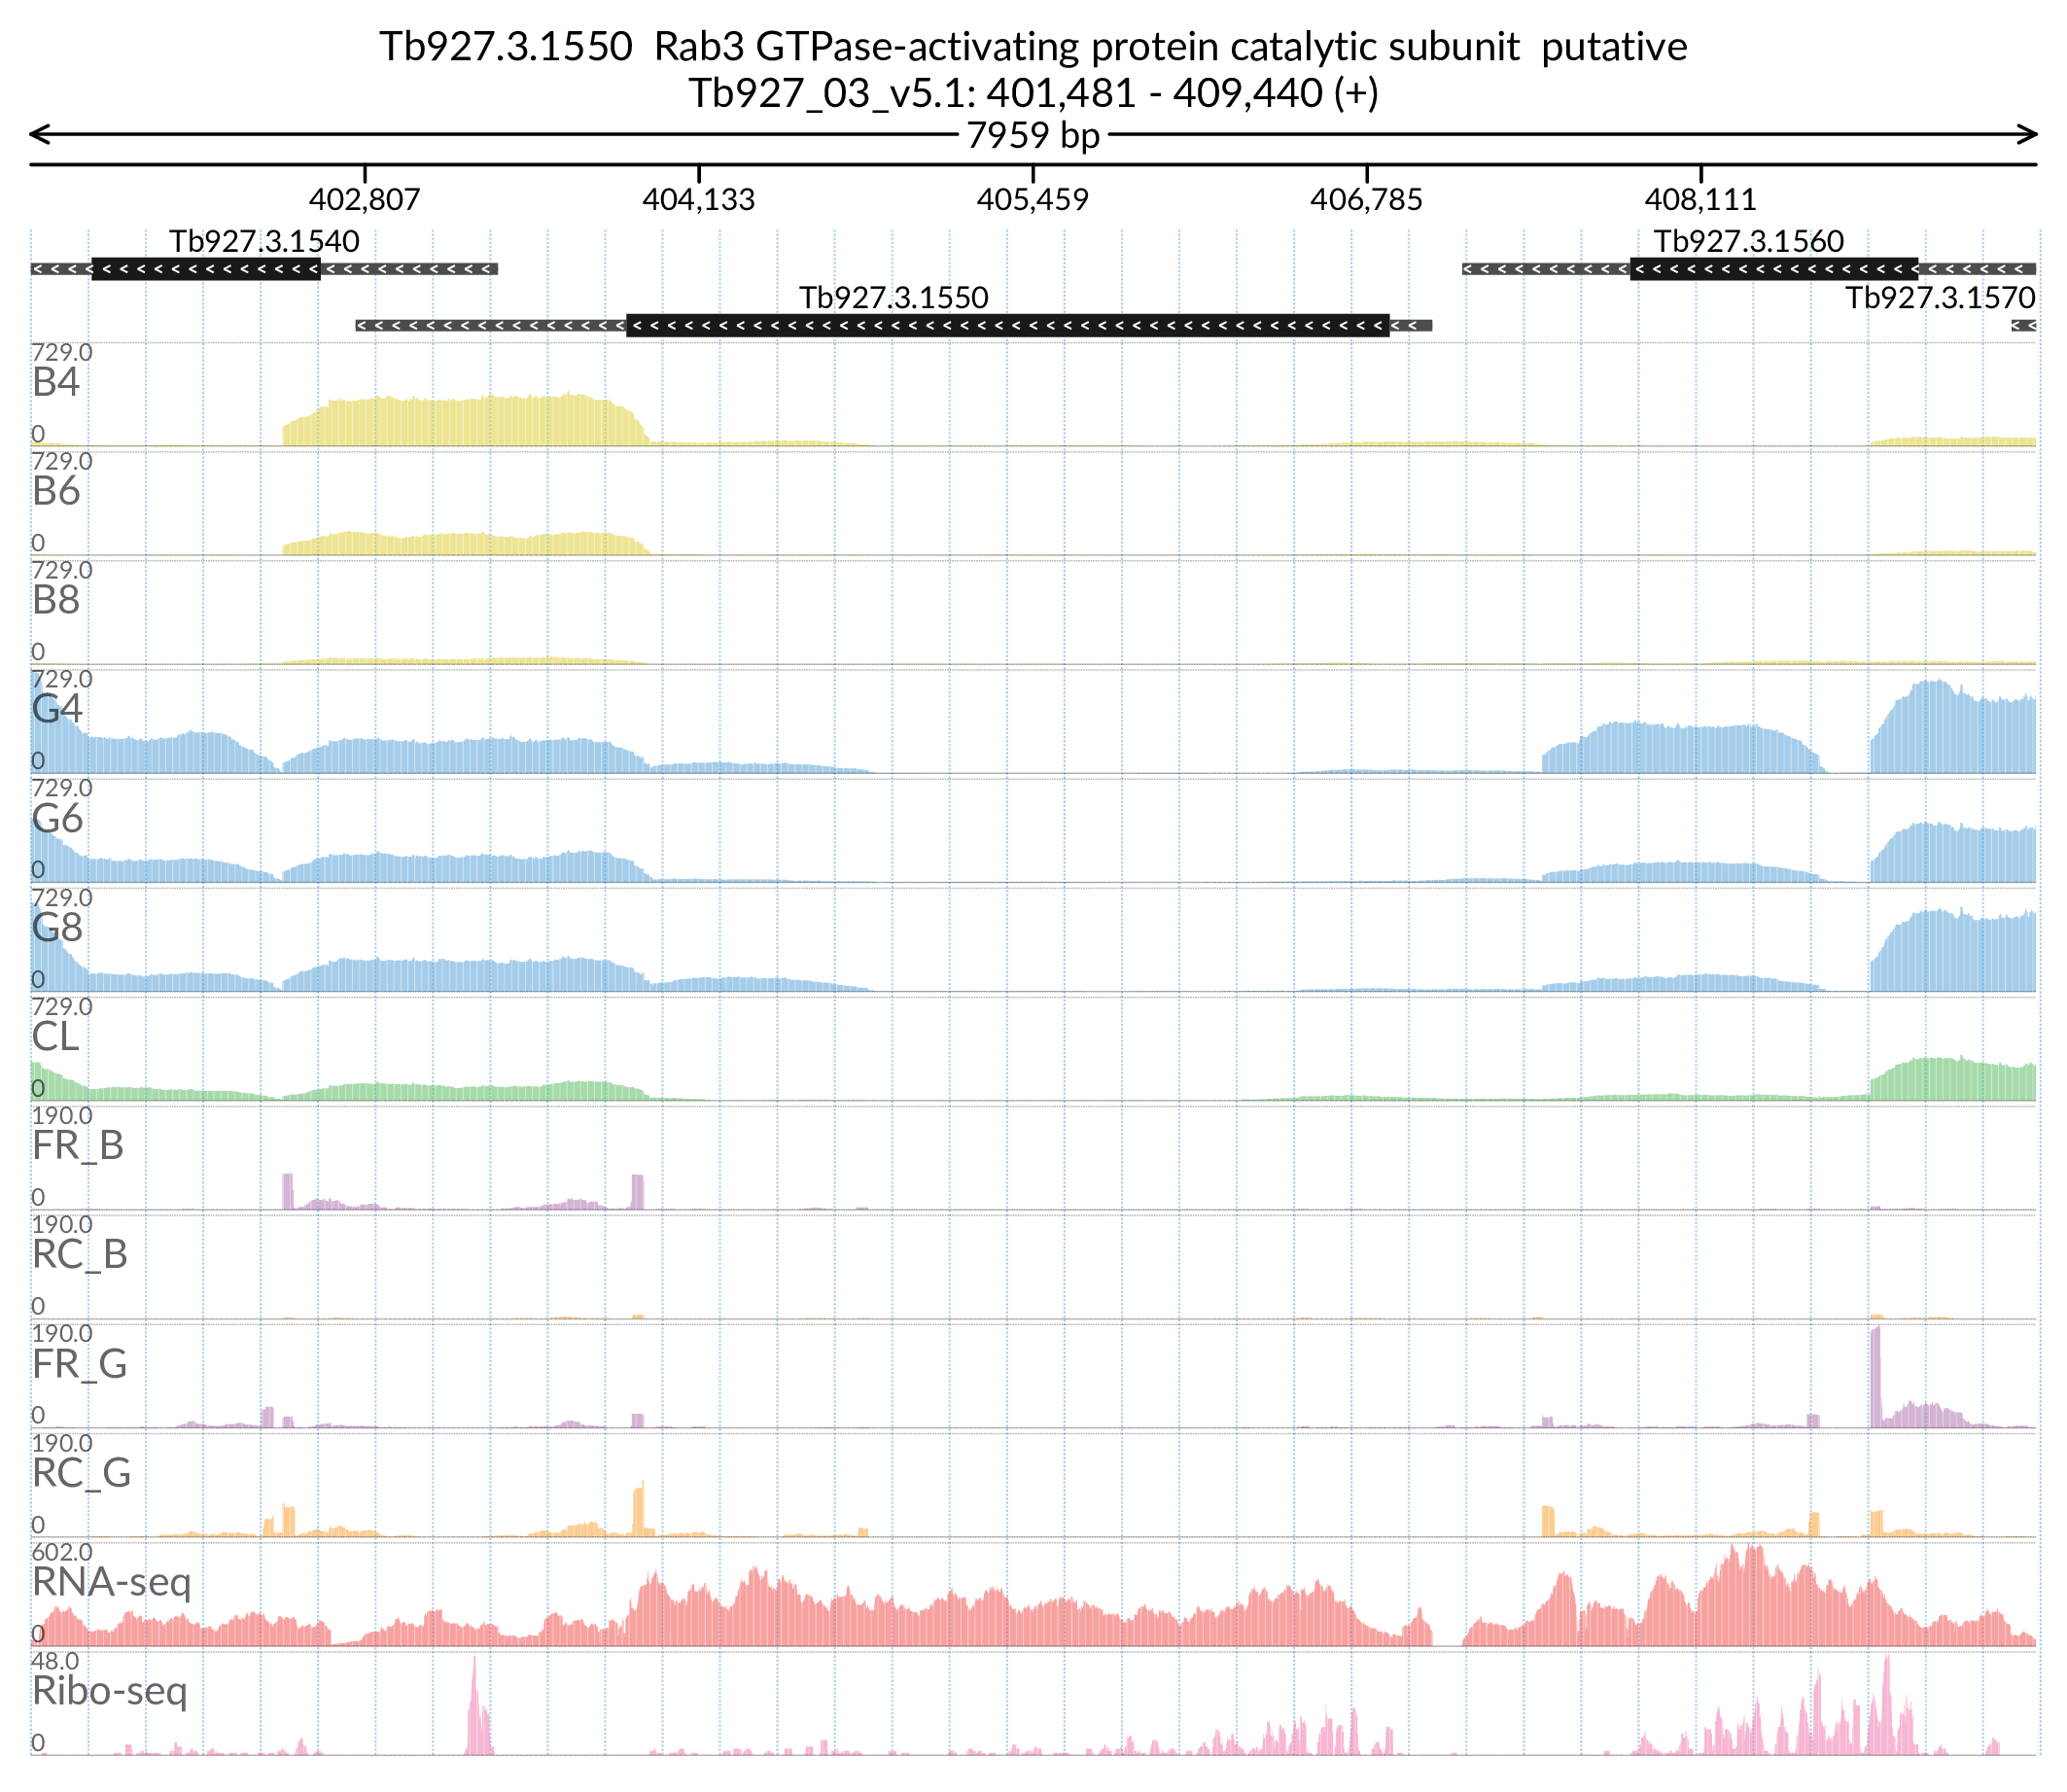 Tb927.3.1550 Rab3 GTPase-activating protein catalytic subunit putative
Tb927_03_v5.1: 401,481 - 409,440 (+)
7959 bp
402,807 404,133 405,459 406,785 408,111
Tb927.3.1540 Tb927.3.1560
Tb927.3.1550 Tb927.3.1570
729.0
B4
0
729.0
B6
0
729.0
B8
0
729.0
G4
0
729.0
G6
0
729.0
G8
0
729.0
CL
0
190.0
FR_B
0
190.0
RC_B
0
190.0
FR_G
0
190.0
RC_G
0
602.0
RNA-seq
0
48.0
Ribo-seq
0